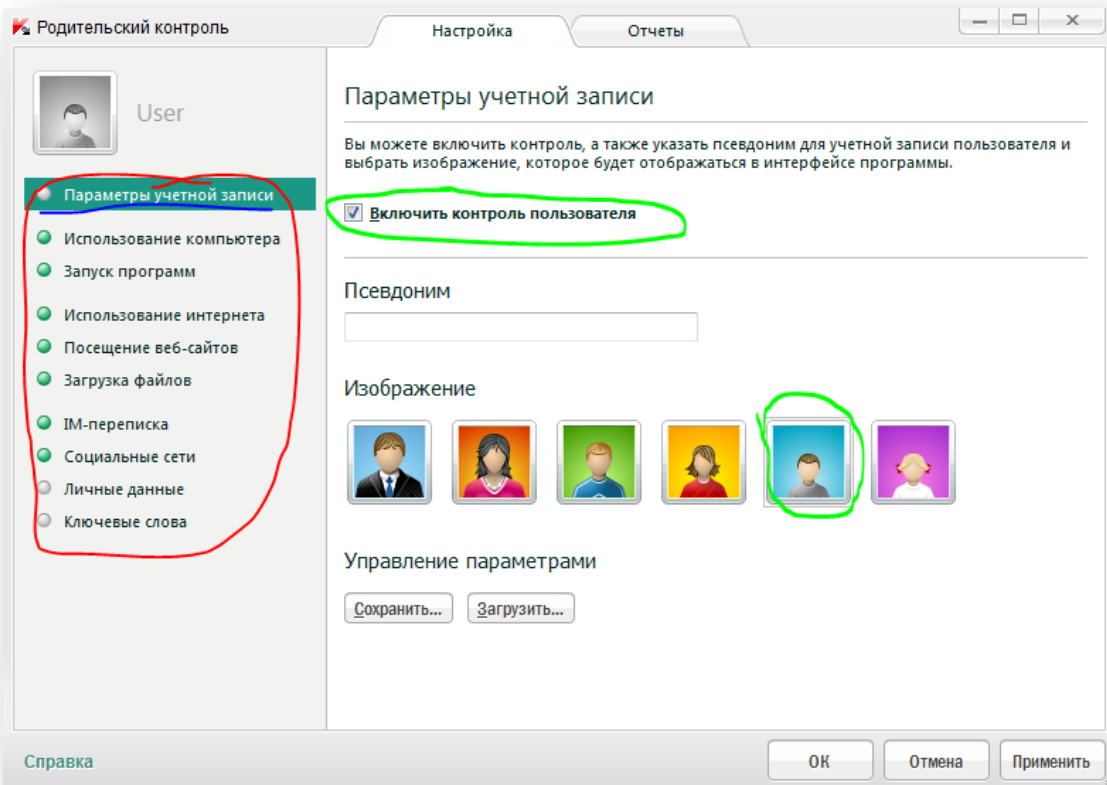 Родительский контроль
Настройка
Отчеты
User
Параметры учетной записи
Использование компьютера
Запуск программ
Использование интернета
Посещение веб-сайтов
Загрузка файлов
IM-переписка
Социальные сети
Личные данные
Ключевые слова
Параметры учетной записи
Вы можете включить контроль, а также указать псевдоним для учетной записи пользователя и
выбрать изображение, которое будет отображаться в интерфейсе программы.
Включить контроль пользователя
Псевдоним
Изображение
Управление параметрами
Сохранить...
Загрузить...
Справка
ОК
Отмена
Применить